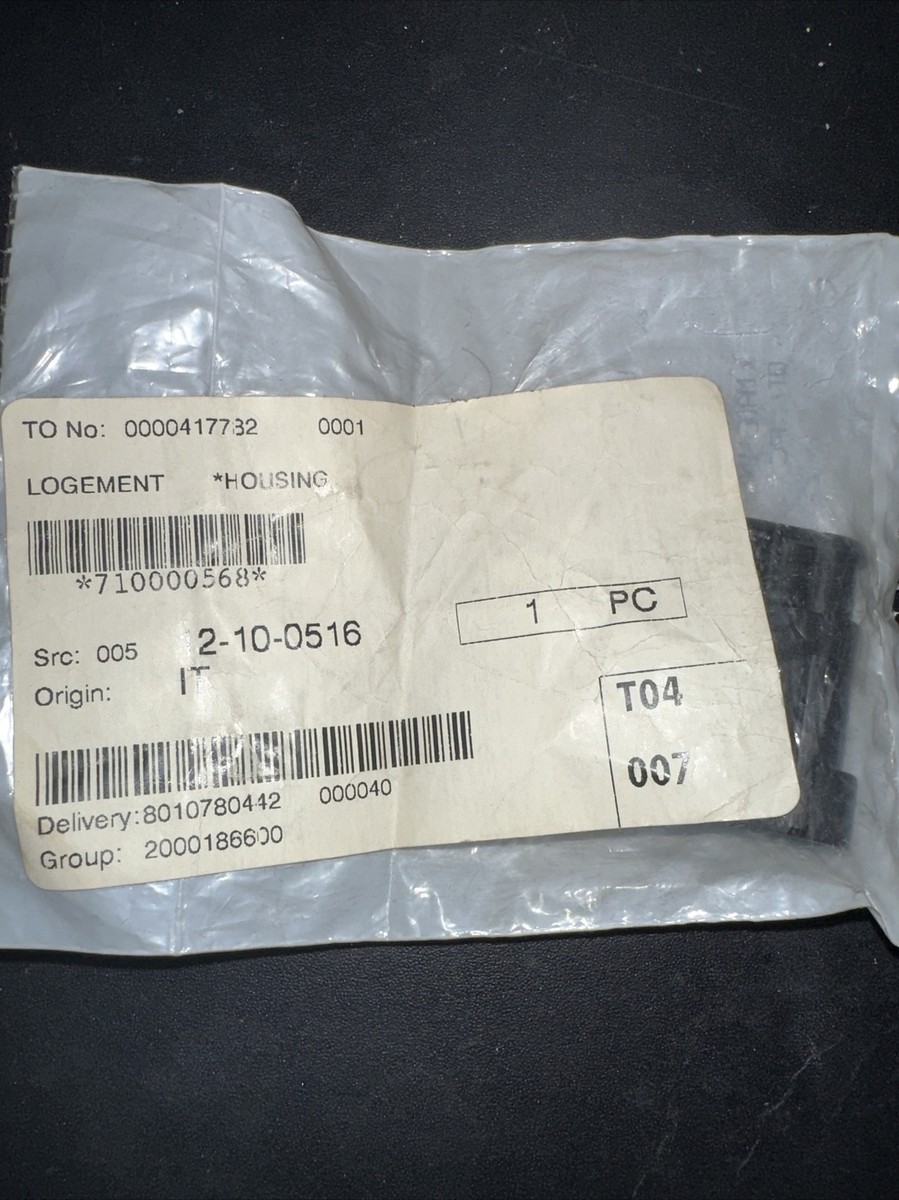 TO No: 0000417732 0001
LOGEMENT *HOUSING
*710000568*
1 PC
Src: 005 2-10-0516
Origin: IT
T04
007
Delivery:8010780442 000040
Group: 2000186600